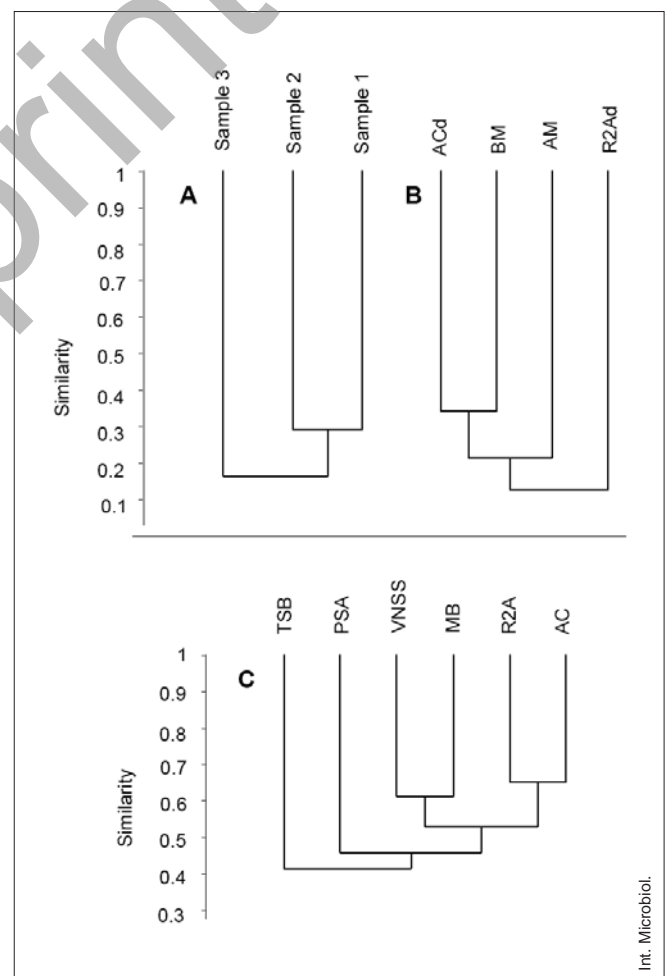 print
Sample 3
Sample 2
Sample 1
ACd
BM
AM
R2Ad
A
B
1
0.9
0.8
0.7
0.6
0.5
0.4
0.3
0.2
0.1
Similarity
TSB
PSA
VNSS
MB
R2A
AC
C
1
0.9
0.8
0.7
0.6
0.5
0.4
0.3
Similarity
Int. Microbiol.